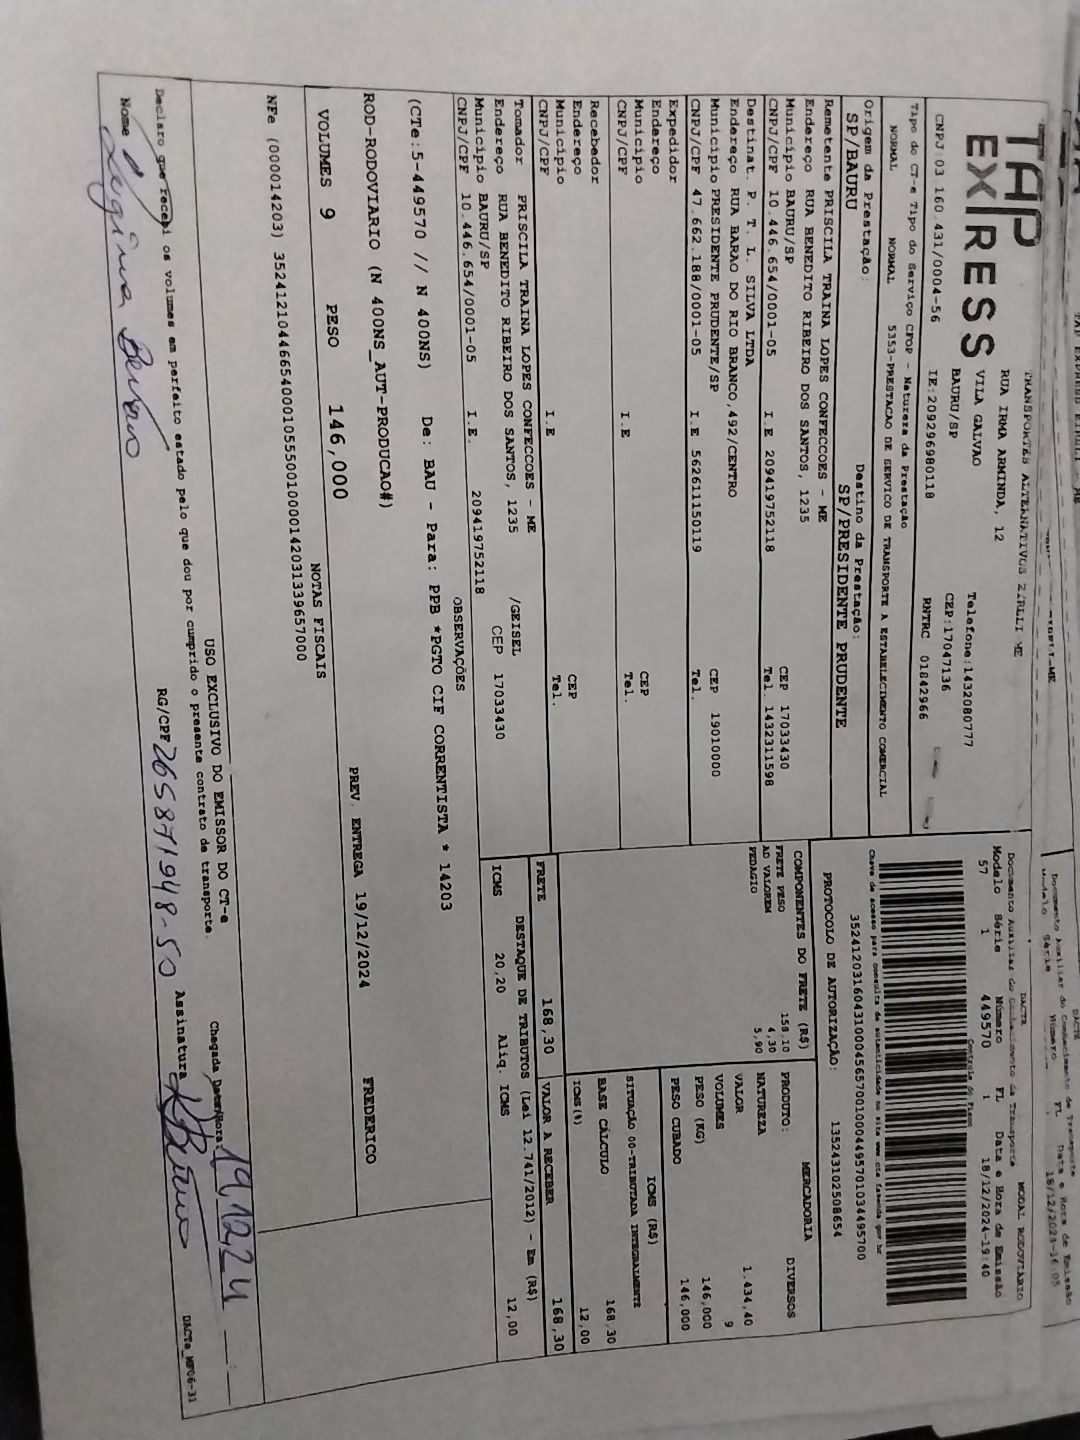 TAP
EXPRESS
TRANSPORTES ALTERNATIVOS ZIRLLI ME
RUA IRMA ARMINDA, 12
VILA GALVAO
BAURU/SP
Telefone:1432080777
CEP:17047136
CNPJ:03 160 431/0004-56 IE:209296980118 RNTRC 01842966
Tipo do CT-e Tipo do Serviço CFOP - Natureza da Prestação
NORMAL NORMAL 5353-PRESTACAO DE SERVICO DE TRANSPORTE A ESTABELECIMENTO COMERCIAL
Origem da Prestação: Destino da Prestação:
SP/BAURU SP/PRESIDENTE PRUDENTE
Remetente PRISCILA TRAINA LOPES CONFECCOES - ME
Endereço RUA BENEDITO RIBEIRO DOS SANTOS, 1235
Municipio BAURU/SP CEP 17033430
CNPJ/CPF 10.446.654/0001-05 I.E 209419752118 Tel. 1432311598
Destinat. P. T. L. SILVA LTDA
Endereço RUA BARAO DO RIO BRANCO,492/CENTRO
Municipio PRESIDENTE PRUDENTE/SP CEP 19010000
CNPJ/CPF 47.662.188/0001-05 I.E 562611150119 Tel.
Expedidor
Endereço
Municipio CEP
CNPJ/CPF I.E Tel.
Recebedor
Endereço
Municipio CEP
CNPJ/CPF I.E Tel.
Tomador PRISCILA TRAINA LOPES CONFECCOES - ME
Endereço RUA BENEDITO RIBEIRO DOS SANTOS, 1235 /GEISEL
Municipio BAURU/SP CEP 17033430
CNPJ/CPF 10.446.654/0001-05 I.E. 209419752118
DACTE MODAL RODOVIÁRIO
Documento Auxiliar do Conhecimento de Transporte
Modelo Série Número FL Data e Hora de Emissão
57 1 449570 1 18/12/2024-19:40
Controle do Fisco
Chave de acesso para consulta de autenticidade no site www cte fazenda gov br
35241203160431000456570010004495701034495700
PROTOCOLO DE AUTORIZAÇÃO: 135243102508654
COMPONENTES DO FRETE (R$)
FRETE PESO 158,10
AD VALOREM 4,30
PEDAGIO 5,90
PRODUTO: MERCADORIA
NATUREZA DIVERSOS
VALOR 1.434,40
VOLUMES 9
PESO (KG) 146,000
PESO CUBADO 146,000
ICMS (R$)
SITUAÇÃO 00-TRIBUTADA INTEGRALMENTE
BASE CÁLCULO 168,30
ICMS(%) 12,00
FRETE 168,30 VALOR A RECEBER 168,30
DESTAQUE DE TRIBUTOS (Lei 12.741/2012) - Em (R$)
ICMS 20,20 Aliq. ICMS 12,00
OBSERVAÇÕES
(CTe:5-449570 // N 400NS) De: BAU - Para: PPB *PGTO CIF CORRENTISTA * 14203
ROD-RODOVIARIO (N 400NS_AUT-PRODUCAO#)
VOLUMES 9 PESO 146,000 PREV. ENTREGA 19/12/2024 FREDERICO
NOTAS FISCAIS
NFe (000014203) 35241210446654000105550010000142031339657000
USO EXCLUSIVO DO EMISSOR DO CT-e
Chegada Data/Hora: 19,12,24 __:__
Declaro que recebi os volumes em perfeito estado pelo que dou por cumprido o presente contrato de transporte.
Nome RG/CPF 265871948-50 Assinatura
DACTe_MF06-31